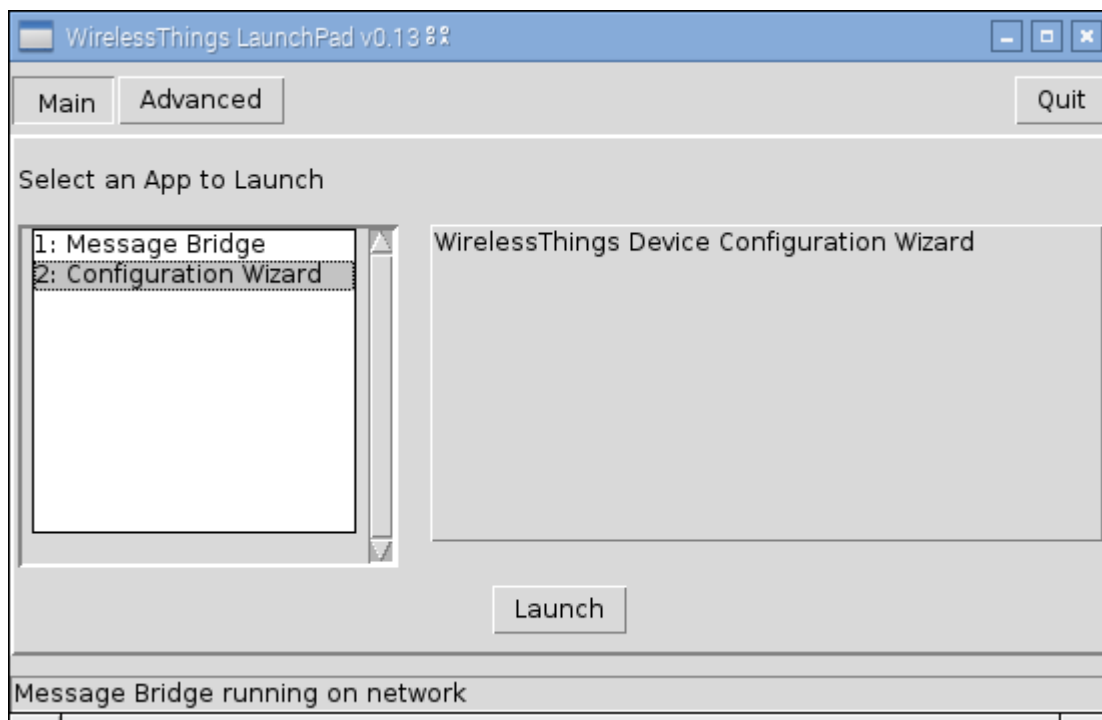 WirelessThings LaunchPad v0.13
Main Advanced Quit
Select an App to Launch
1: Message Bridge
2: Configuration Wizard
WirelessThings Device Configuration Wizard
Launch
Message Bridge running on network